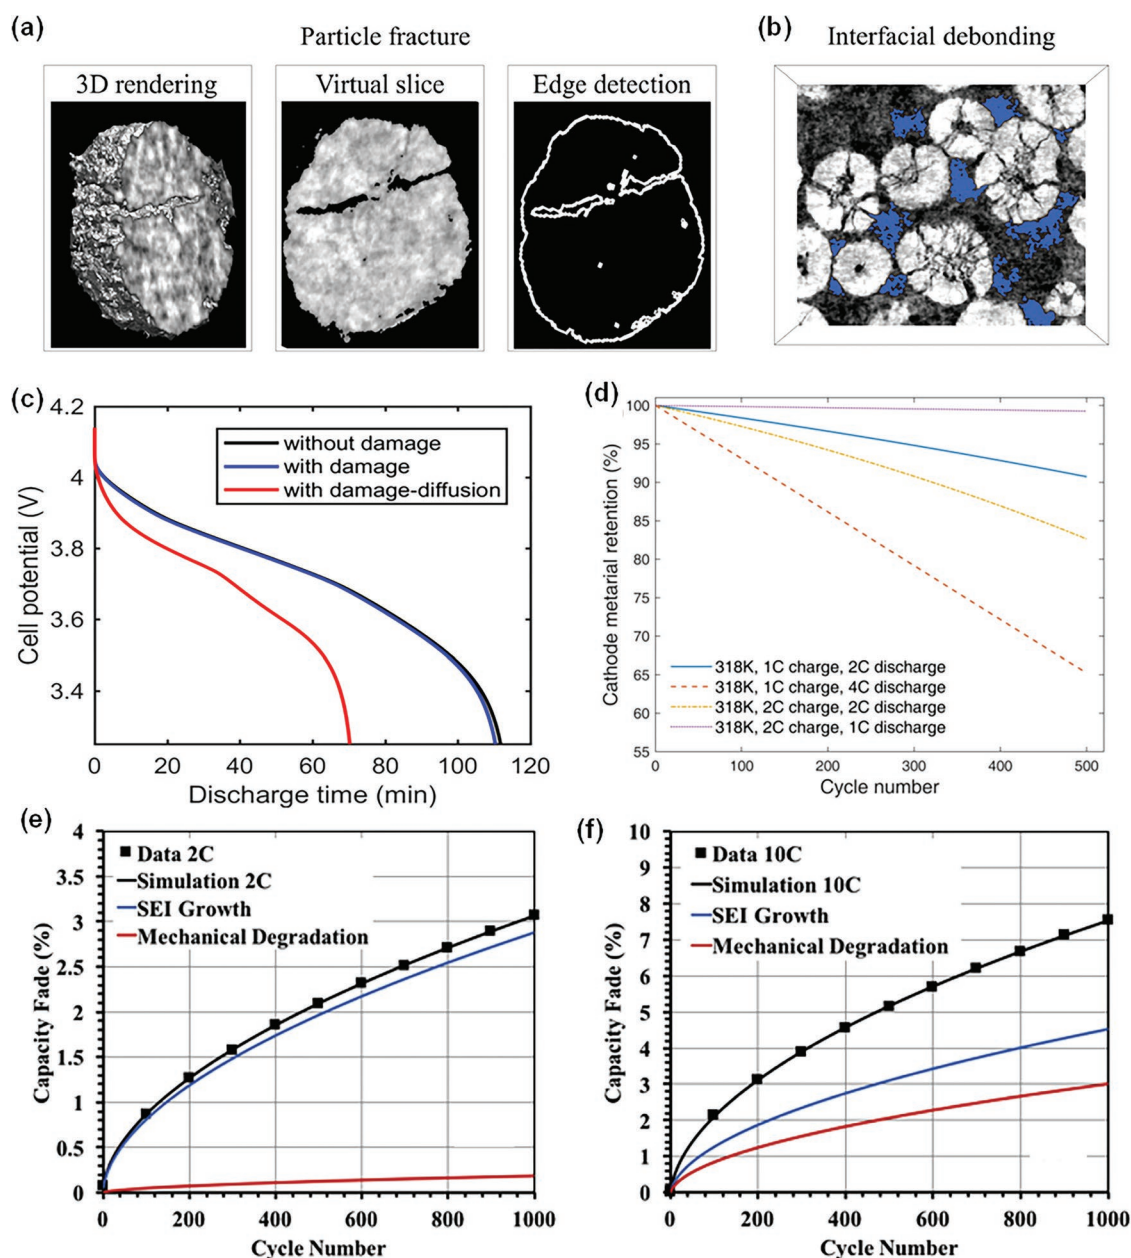 (a)
Particle fracture
3D rendering
Virtual slice
Edge detection
(b)
Interfacial debonding
(c)
4.2
4
3.8
3.6
3.4
Cell potential (V)
without damage
with damage
with damage-diffusion
0 20 40 60 80 100 120
Discharge time (min)
(d)
100
95
90
85
80
75
70
65
60
55
Cathode metarial retention (%)
318K, 1C charge, 2C discharge
318K, 1C charge, 4C discharge
318K, 2C charge, 2C discharge
318K, 2C charge, 1C discharge
0 100 200 300 400 500
Cycle number
(e)
4
3.5
3
2.5
2
1.5
1
0.5
0
Capacity Fade (%)
Data 2C
Simulation 2C
SEI Growth
Mechanical Degradation
0 200 400 600 800 1000
Cycle Number
(f)
10
9
8
7
6
5
4
3
2
1
0
Capacity Fade (%)
Data 10C
Simulation 10C
SEI Growth
Mechanical Degradation
0 200 400 600 800 1000
Cycle Number